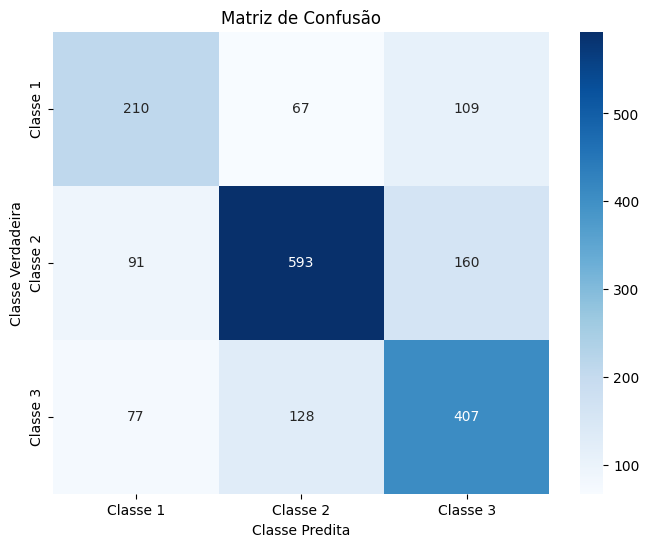 Matriz de Confusão
Classe Verdadeira
Classe 1
210 67 109
Classe 2
91 593 160
Classe 3
77 128 407
Classe 1 Classe 2 Classe 3
Classe Predita
500
400
300
200
100